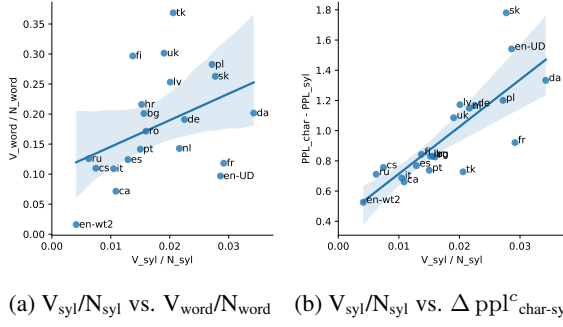 0.35
0.30
0.25
0.20
0.15
0.10
0.05
V_word / N_word
0.00
0.01
0.02
0.03
V_syl / N_syl
tk
fi
uk
pl
sk
lv
hr
bg
da
de
ro
nl
pt
ru
es
fr
cs
it
en-UD
ca
en-wt2
1.8
1.6
1.4
1.2
1.0
0.8
0.6
0.4
PPL_char - PPL_syl
0.00
0.01
0.02
0.03
V_syl / N_syl
sk
en-UD
da
pl
lv
de
uk
fr
fi
es
cs
pt
tk
ru
it
ca
en-wt2
(a) V_syl/N_syl vs. V_word/N_word
(b) V_syl/N_syl vs. Δ ppl^c_char-sy